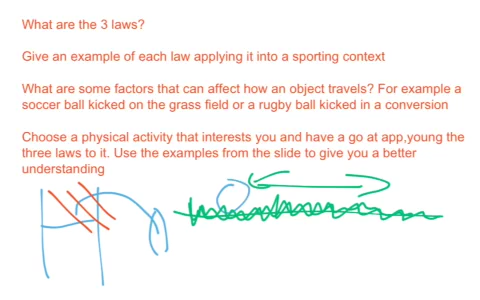 What are the 3 laws?
Give an example of each law applying it into a sporting context
What are some factors that can affect how an object travels? For example a
soccer ball kicked on the grass field or a rugby ball kicked in a conversion
Choose a physical activity that interests you and have a go at app,young the
three laws to it. Use the examples from the slide to give you a better
understanding